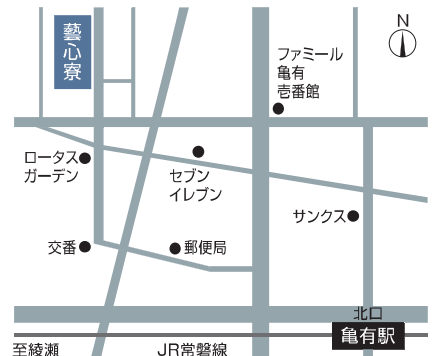 藝心寮
N
ファミール
亀有
壱番館
ロータス
ガーデン
セブン
イレブン
サンクス
交番
郵便局
北口
亀有駅
至綾瀬
JR常磐線